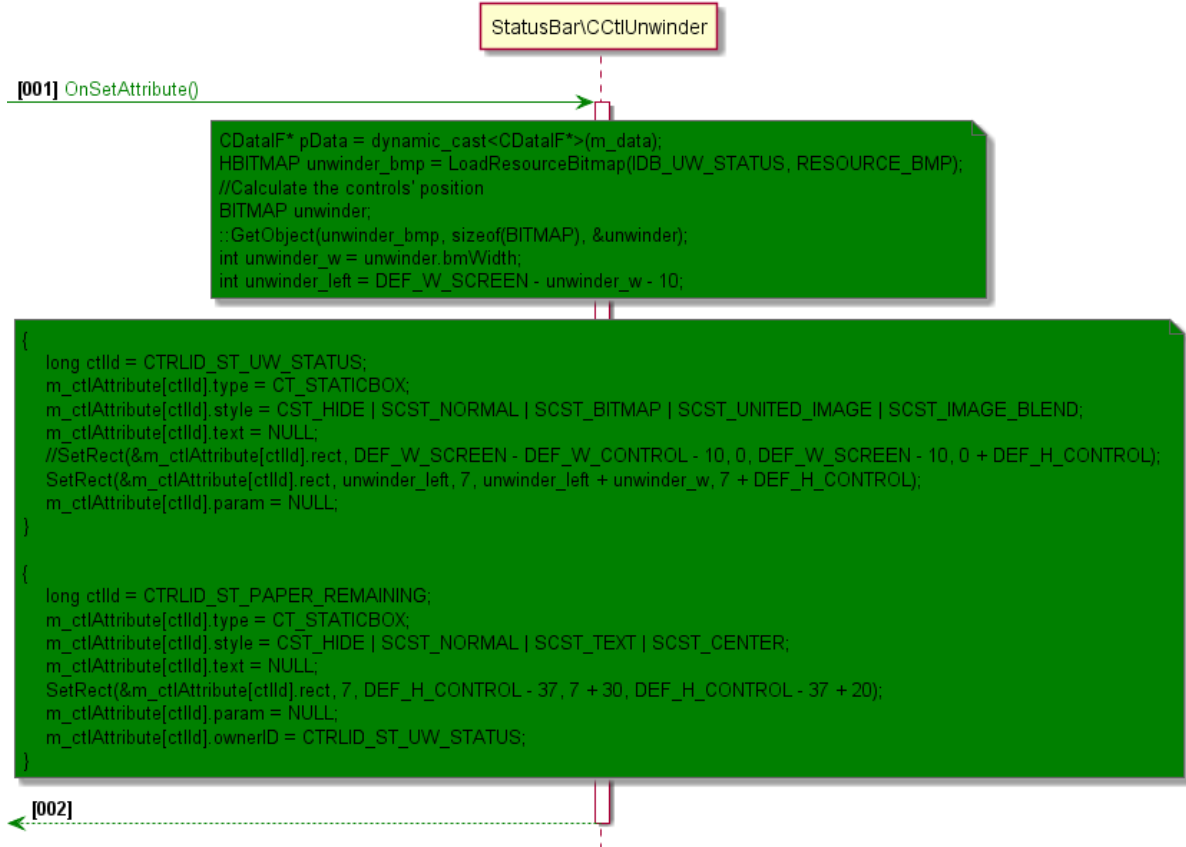 StatusBar\CCtlUnwinder
[001] OnSetAttribute()
CDataIF* pData = dynamic_cast<CDataIF*>(m_data);
HBITMAP unwinder_bmp = LoadResourceBitmap(IDB_UW_STATUS, RESOURCE_BMP);
//Calculate the controls' position
BITMAP unwinder;
::GetObject(unwinder_bmp, sizeof(BITMAP), &unwinder);
int unwinder_w = unwinder.bmWidth;
int unwinder_left = DEF_W_SCREEN - unwinder_w - 10;
{
long ctlId = CTRLID_ST_UW_STATUS;
m_ctlAttribute[ctlId].type = CT_STATICBOX;
m_ctlAttribute[ctlId].style = CST_HIDE | SCST_NORMAL | SCST_BITMAP | SCST_UNITED_IMAGE | SCST_IMAGE_BLEND;
m_ctlAttribute[ctlId].text = NULL;
//SetRect(&m_ctlAttribute[ctlId].rect, DEF_W_SCREEN - DEF_W_CONTROL - 10, 0, DEF_W_SCREEN - 10, 0 + DEF_H_CONTROL);
SetRect(&m_ctlAttribute[ctlId].rect, unwinder_left, 7, unwinder_left + unwinder_w, 7 + DEF_H_CONTROL);
m_ctlAttribute[ctlId].param = NULL;
}
{
long ctlId = CTRLID_ST_PAPER_REMAINING;
m_ctlAttribute[ctlId].type = CT_STATICBOX;
m_ctlAttribute[ctlId].style = CST_HIDE | SCST_NORMAL | SCST_TEXT | SCST_CENTER;
m_ctlAttribute[ctlId].text = NULL;
SetRect(&m_ctlAttribute[ctlId].rect, 7, DEF_H_CONTROL - 37, 7 + 30, DEF_H_CONTROL - 37 + 20);
m_ctlAttribute[ctlId].param = NULL;
m_ctlAttribute[ctlId].ownerID = CTRLID_ST_UW_STATUS;
}
[002]